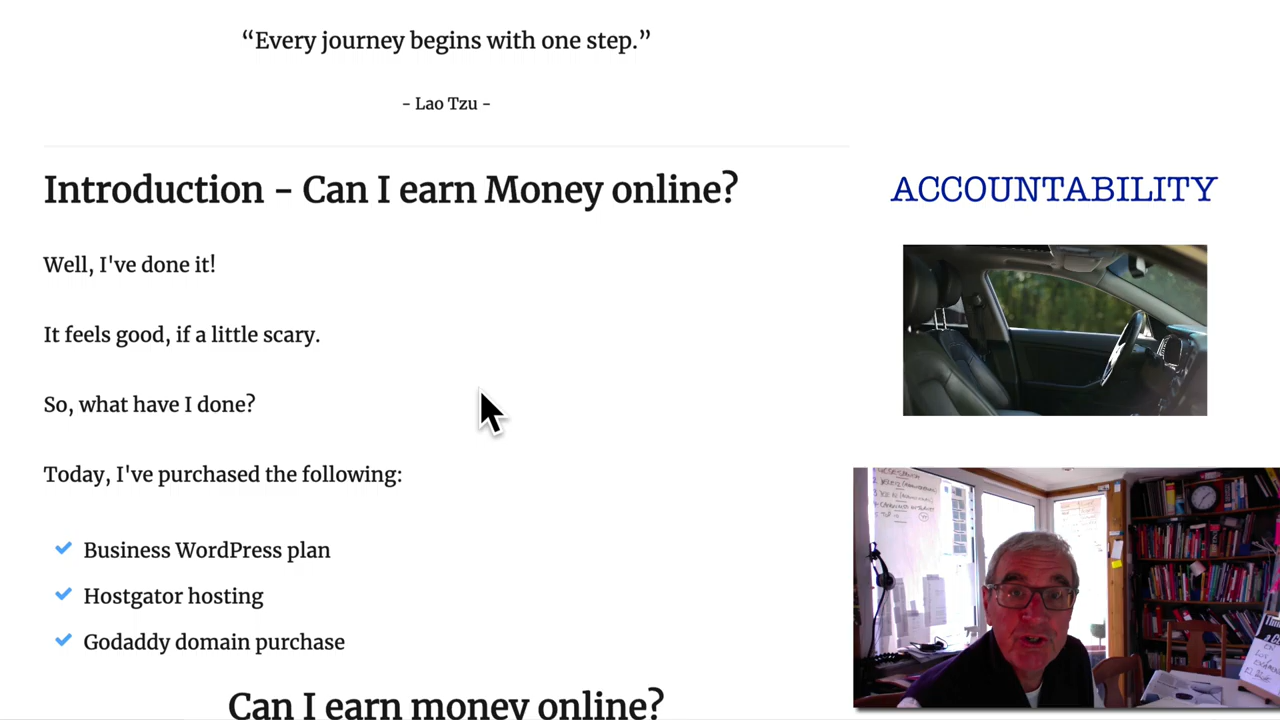 “Every journey begins with one step.”
- Lao Tzu -
Introduction - Can I earn Money online?
Well, I've done it!
It feels good, if a little scary.
So, what have I done?
Today, I've purchased the following:
Business WordPress plan
Hostgator hosting
Godaddy domain purchase
Can I earn money online?
ACCOUNTABILITY